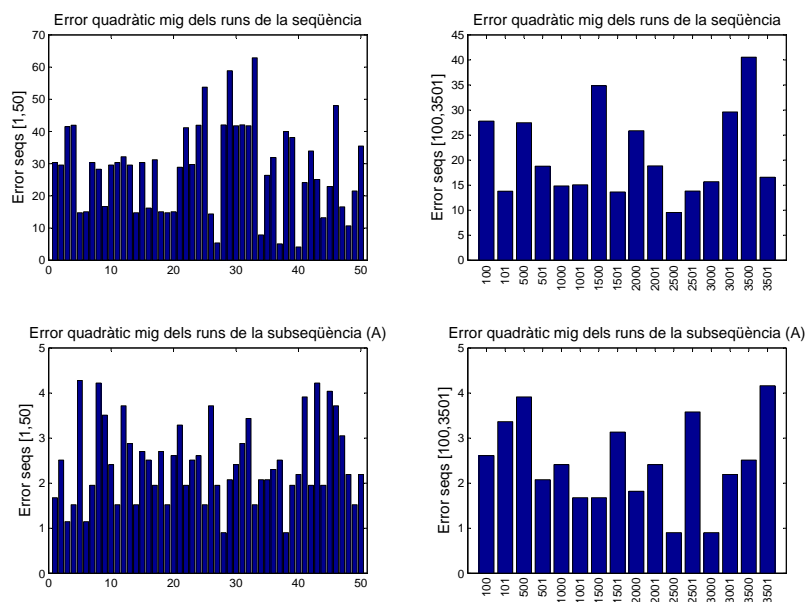 Error quadràtic mig dels runs de la seqüència
Error seqs [1,50]
70
60
50
40
30
20
10
0
0 10 20 30 40 50
Error quadràtic mig dels runs de la seqüència
Error seqs [100,3501]
45
40
35
30
25
20
15
10
5
0
100 101 500 501 1000 1001 1500 1501 2000 2001 2500 2501 3000 3001 3500 3501
Error quadràtic mig dels runs de la subseqüència (A)
Error seqs [1,50]
5
4
3
2
1
0
0 10 20 30 40 50
Error quadràtic mig dels runs de la subseqüència (A)
Error seqs [100,3501]
5
4
3
2
1
0
100 101 500 501 1000 1001 1500 1501 2000 2001 2500 2501 3000 3001 3500 3501